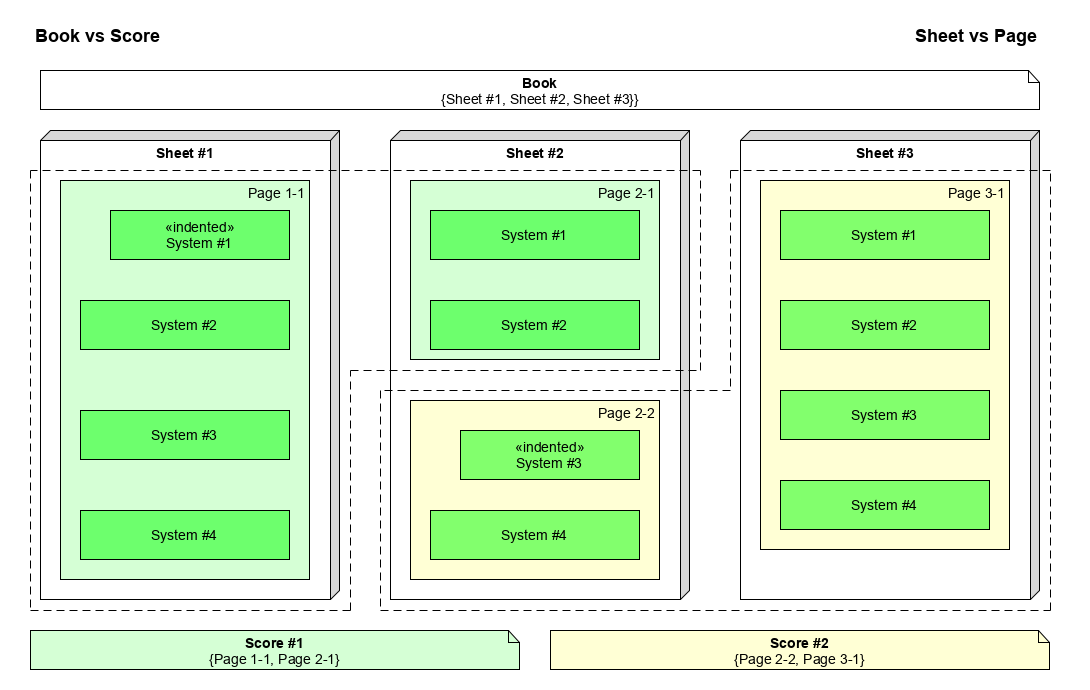 Book vs Score
Sheet vs Page
Book
{Sheet #1, Sheet #2, Sheet #3}}
Sheet #1
Page 1-1
«indented»
System #1
System #2
System #3
System #4
Sheet #2
Page 2-1
System #1
System #2
Page 2-2
«indented»
System #3
System #4
Sheet #3
Page 3-1
System #1
System #2
System #3
System #4
Score #1
{Page 1-1, Page 2-1}
Score #2
{Page 2-2, Page 3-1}